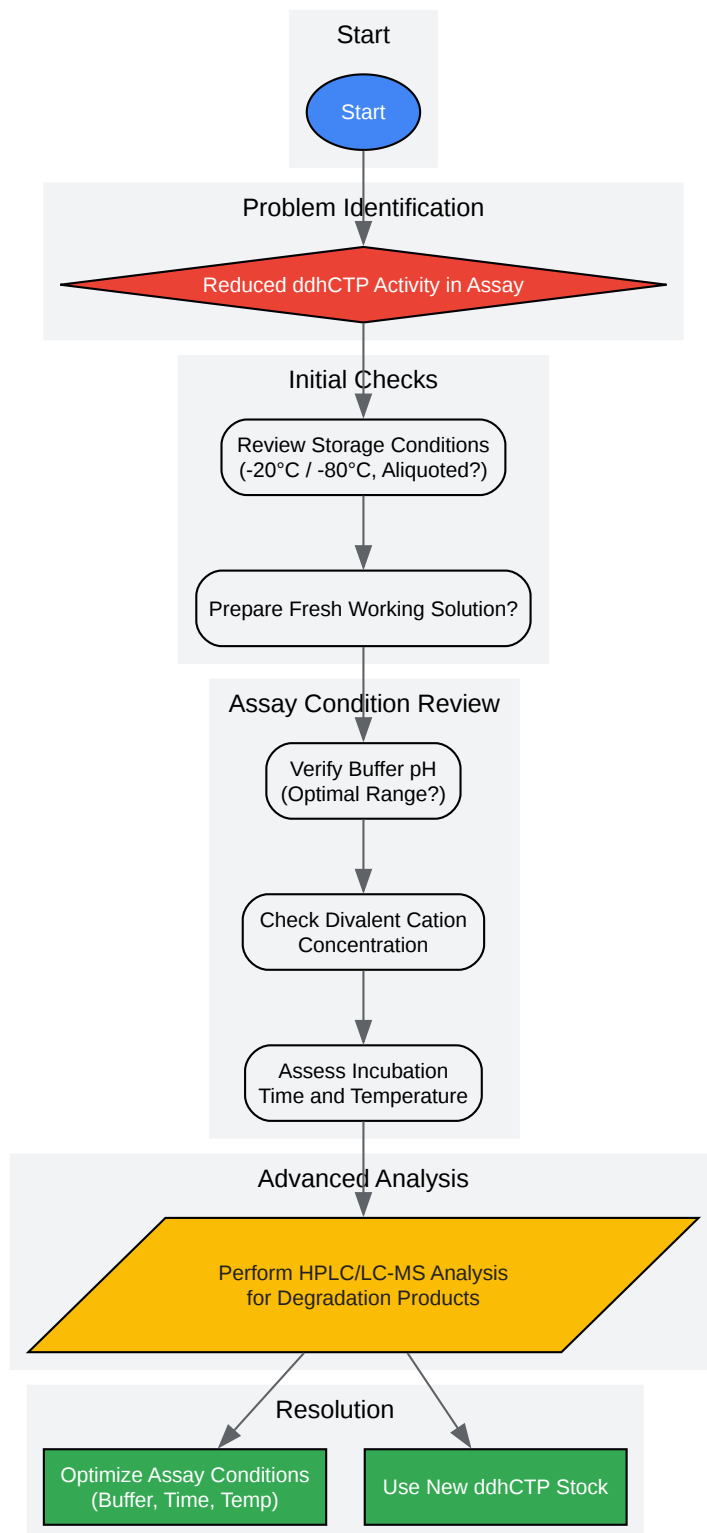 Start
Start
Problem Identification
Reduced ddhCTP Activity in Assay
Initial Checks
Review Storage Conditions
(-20°C / -80°C, Aliquoted?)
Prepare Fresh Working Solution?
Assay Condition Review
Verify Buffer pH
(Optimal Range?)
Check Divalent Cation
Concentration
Assess Incubation
Time and Temperature
Advanced Analysis
Perform HPLC/LC-MS Analysis
for Degradation Products
Resolution
Optimize Assay Conditions
(Buffer, Time, Temp)
Use New ddhCTP Stock